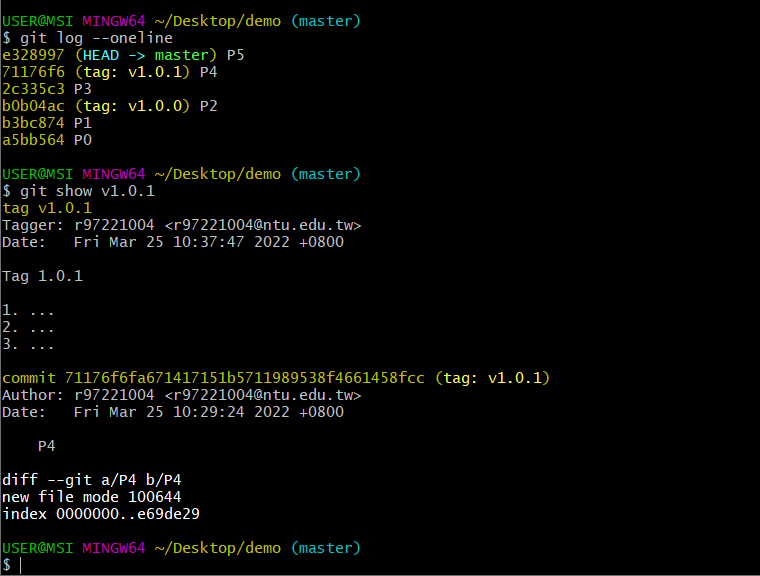 USER@MSI MINGW64 ~/Desktop/demo (master)
$ git log --oneline
e328997 (HEAD -> master) P5
71176f6 (tag: v1.0.1) P4
2c335c3 P3
b0b04ac (tag: v1.0.0) P2
b3bc874 P1
a5bb564 P0
USER@MSI MINGW64 ~/Desktop/demo (master)
$ git show v1.0.1
tag v1.0.1
Tagger: r97221004 <r97221004@ntu.edu.tw>
Date:   Fri Mar 25 10:37:47 2022 +0800
Tag 1.0.1
1. ...
2. ...
3. ...
commit 71176f6fa671417151b5711989538f4661458fcc (tag: v1.0.1)
Author: r97221004 <r97221004@ntu.edu.tw>
Date:   Fri Mar 25 10:29:24 2022 +0800
P4
diff --git a/P4 b/P4
new file mode 100644
index 0000000..e69de29
USER@MSI MINGW64 ~/Desktop/demo (master)
$